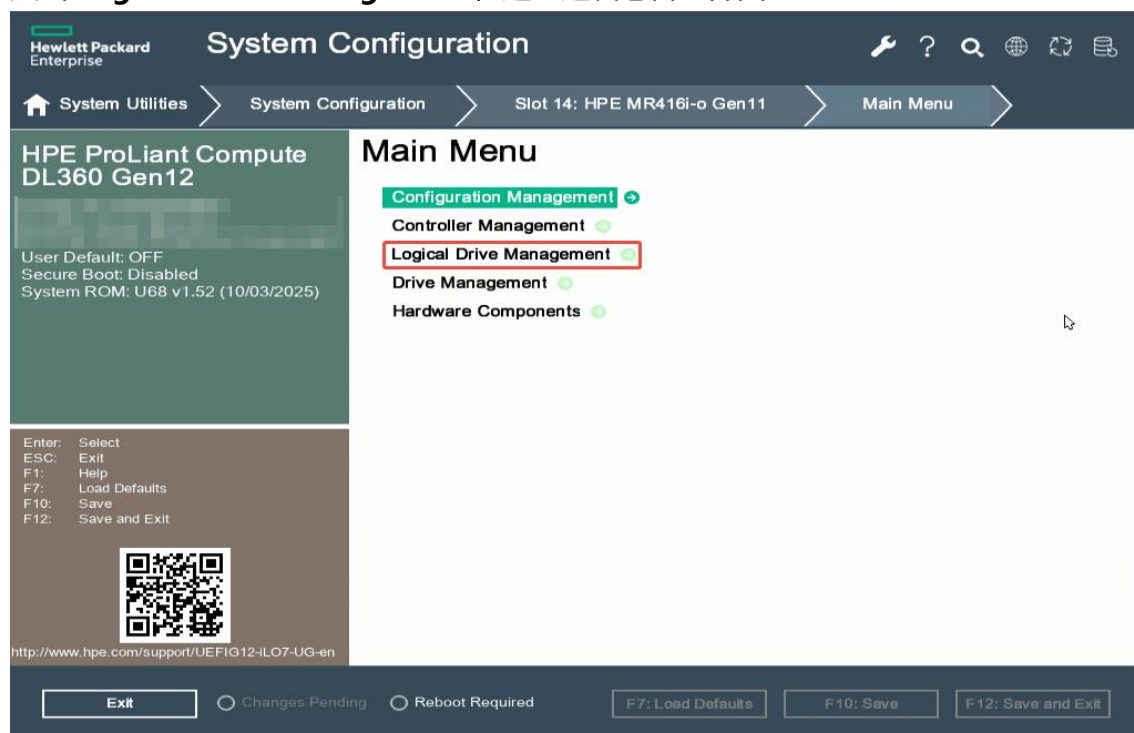 Hewlett Packard
Enterprise
System Configuration
System Utilities
System Configuration
Slot 14: HPE MR416i-o Gen11
Main Menu
HPE ProLiant Compute
DL360 Gen12
User Default: OFF
Secure Boot: Disabled
System ROM: U68 v1.52 (10/03/2025)
Main Menu
Configuration Management
Controller Management
Logical Drive Management
Drive Management
Hardware Components
Enter: Select
ESC: Exit
F1: Help
F7: Load Defaults
F10: Save
F12: Save and Exit
http://www.hpe.com/support/UEFIG12-iLO7-UG-en
Exit
Changes Pending
Reboot Required
F7: Load Defaults
F10: Save
F12: Save and Exit